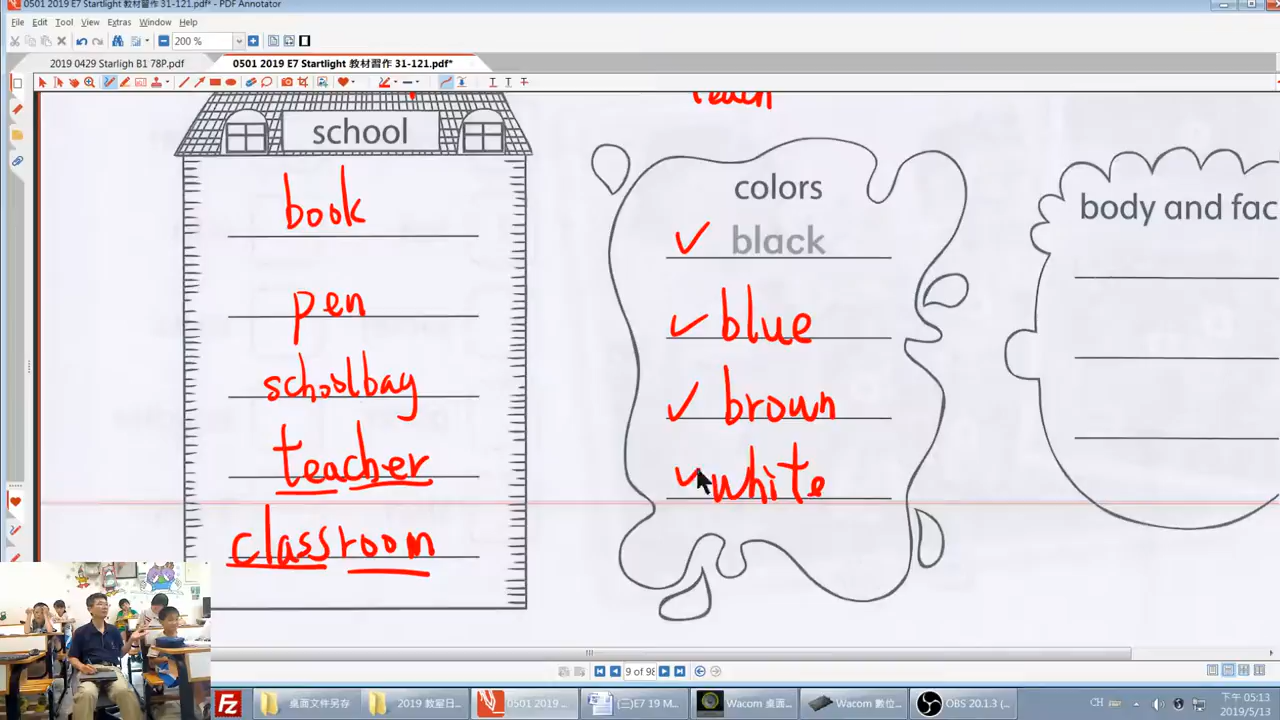 0501 2019 E7 Startlight 教材習作 31-121.pdf* - PDF Annotator
File Edit Tool View Extras Window Help
200 %
2019 0429 Starligh B1 78P.pdf
0501 2019 E7 Startlight 教材習作 31-121.pdf*
Teach
school
book
pen
schoolbag
teacher
classroom
colors
black
blue
brown
white
body and fac
9 of 98
桌面文件另存
2019 教室日...
0501 2019 ...
(三)E7 19 M...
Wacom 桌面...
Wacom 數位...
OBS 20.1.3 (...
CH
下午 05:13
2019/5/13